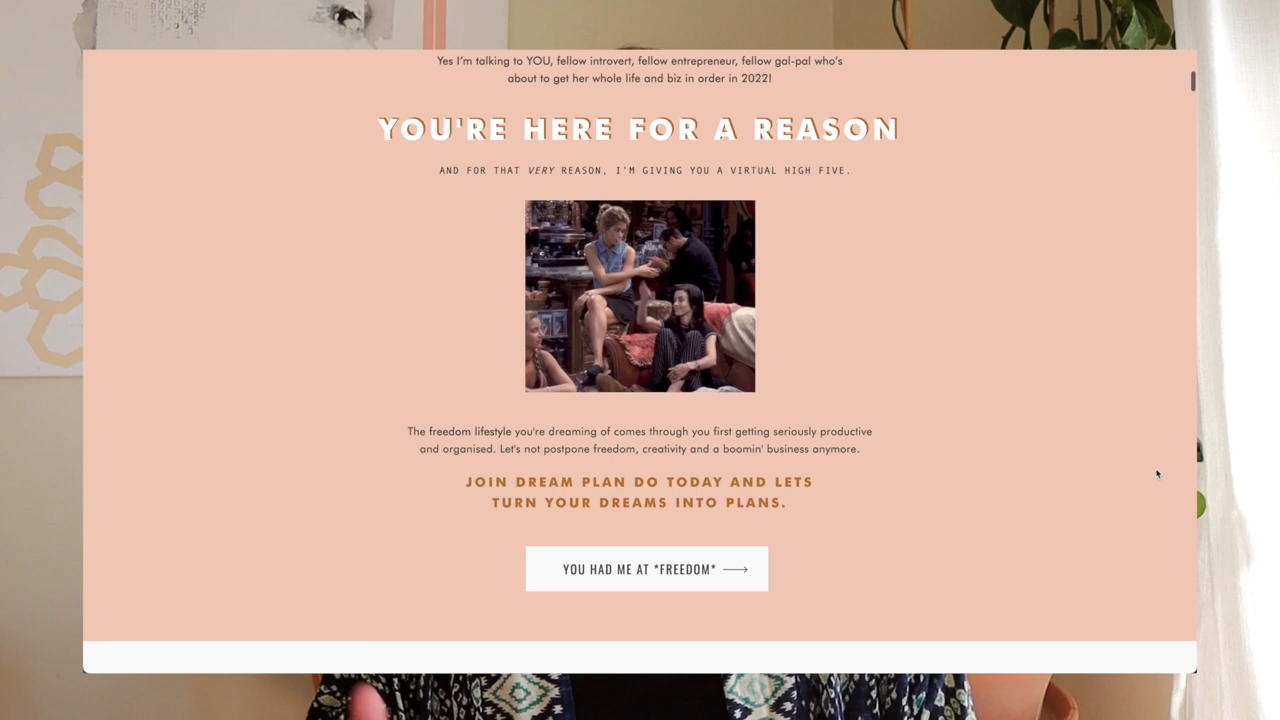 Yes I'm talking to YOU, fellow introvert, fellow entrepreneur, fellow gal-pal who's
about to get her whole life and biz in order in 2022!
YOU'RE HERE FOR A REASON
AND FOR THAT VERY REASON, I'M GIVING YOU A VIRTUAL HIGH FIVE.
The freedom lifestyle you're dreaming of comes through you first getting seriously productive
and organised. Let's not postpone freedom, creativity and a boomin' business anymore.
JOIN DREAM PLAN DO TODAY AND LETS
TURN YOUR DREAMS INTO PLANS.
YOU HAD ME AT *FREEDOM* ⟶